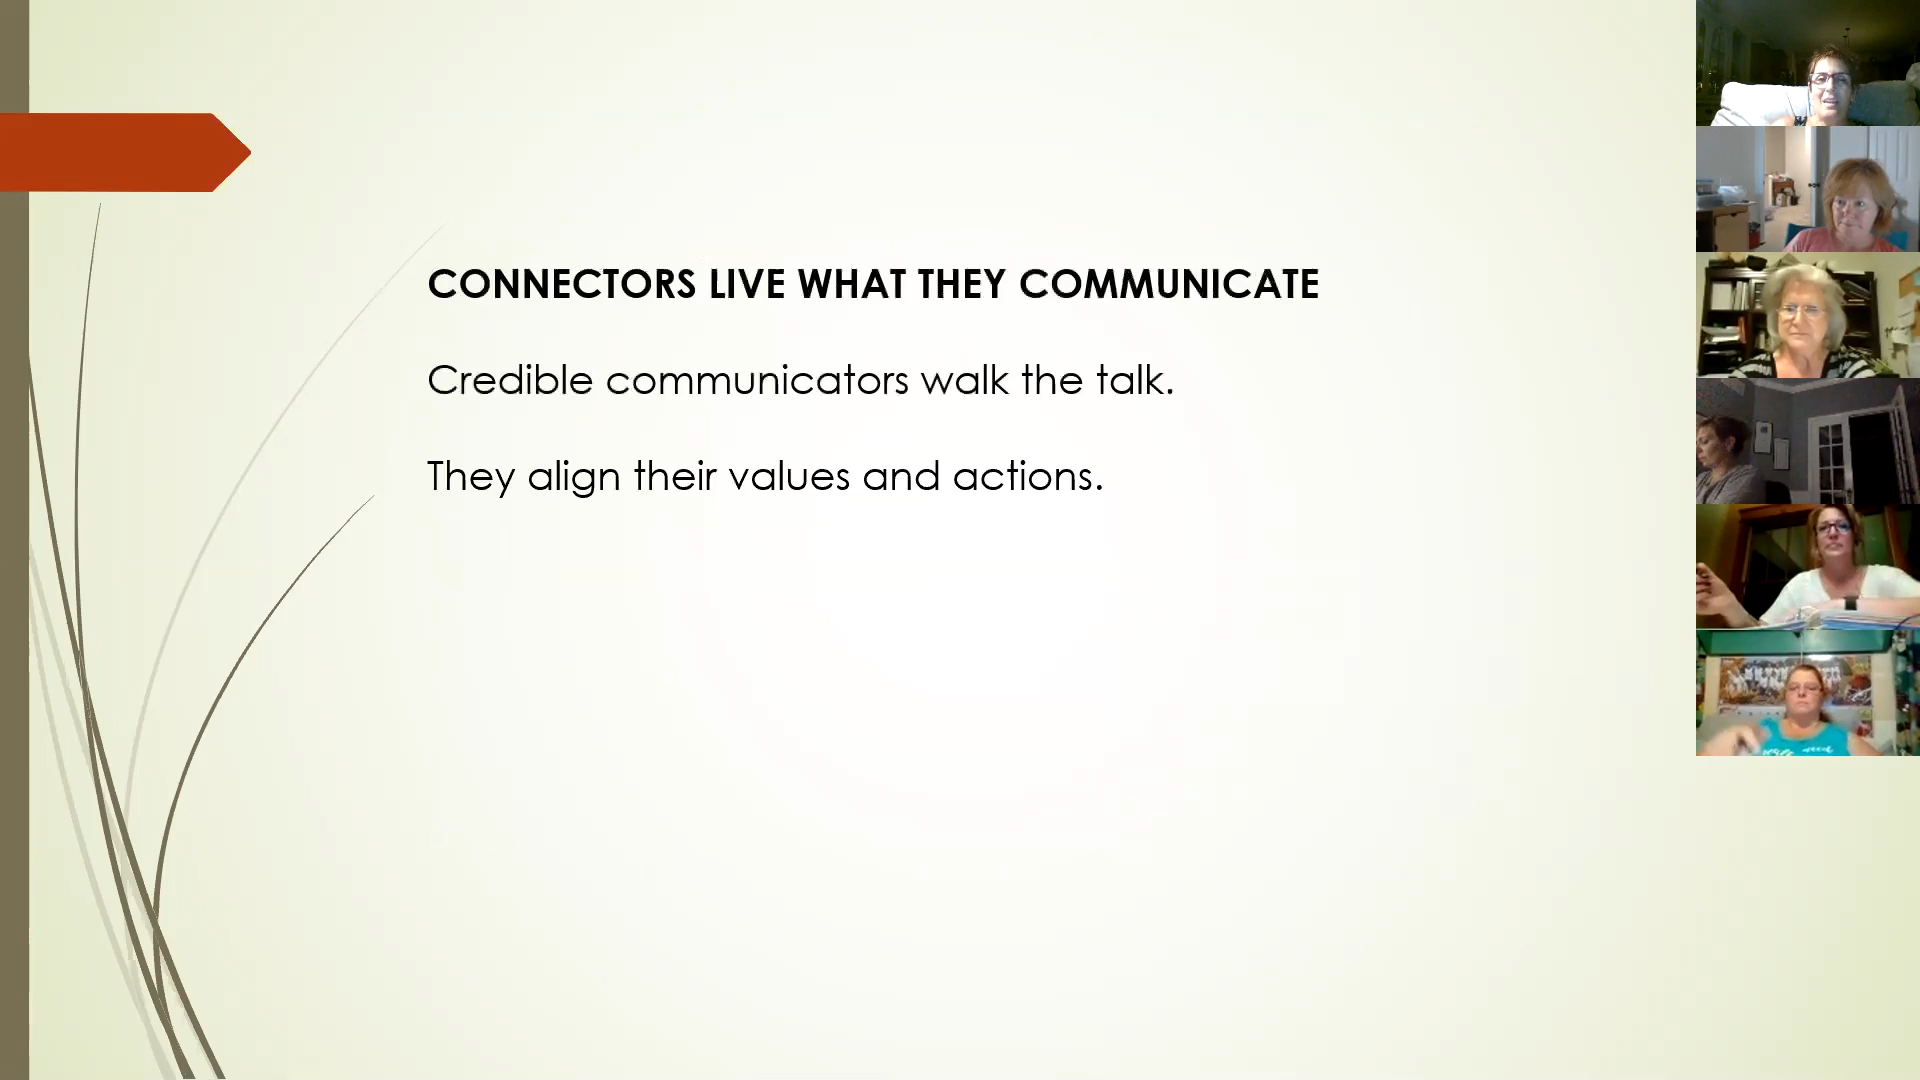 CONNECTORS LIVE WHAT THEY COMMUNICATE
Credible communicators walk the talk.
They align their values and actions.